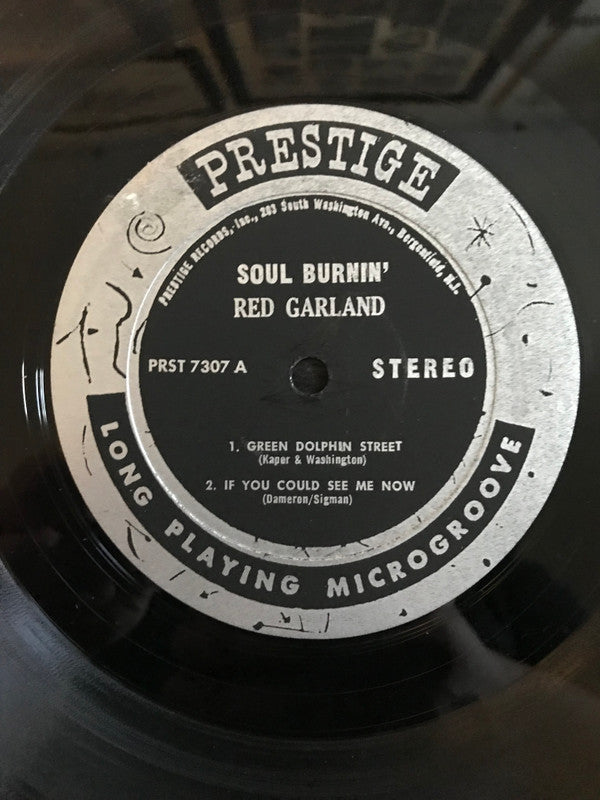 PRESTIGE
PRESTIGE RECORDS, Inc., 203 South Washington Ave., Bergenfield, N.J.
SOUL BURNIN'
RED GARLAND
PRST 7307 A
STEREO
1. GREEN DOLPHIN STREET
(Kaper & Washington)
2. IF YOU COULD SEE ME NOW
(Dameron/Sigman)
LONG PLAYING MICROGROOVE